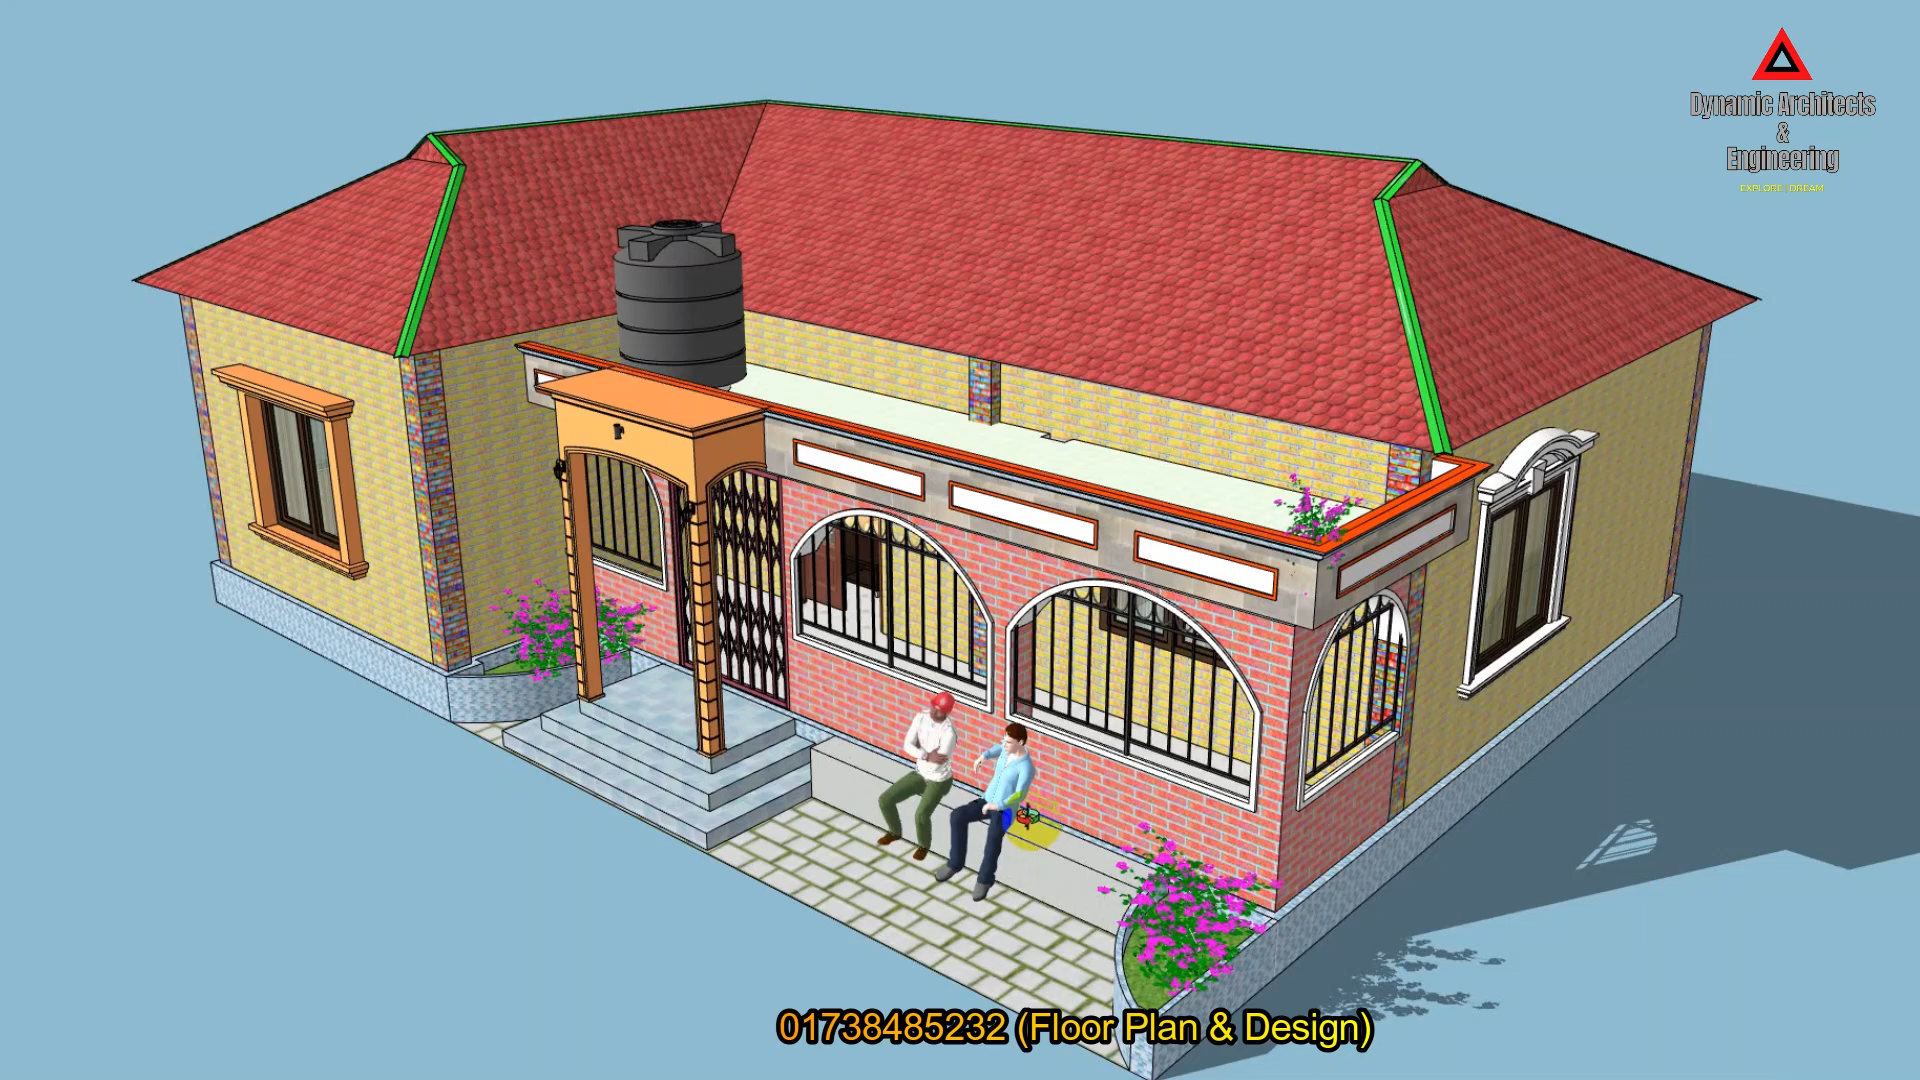 Dynamic Architects
&
Engineering
EXPLORE DREAM
01738485232 (Floor Plan & Design)